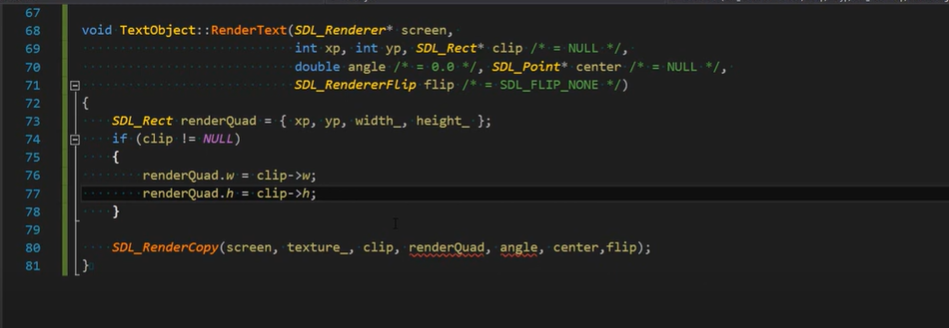 67
68 void TextObject::RenderText(SDL_Renderer* screen,
69 int xp, int yp, SDL_Rect* clip /* = NULL */,
70 double angle /* = 0.0 */, SDL_Point* center /* = NULL */,
71 SDL_RendererFlip flip /* = SDL_FLIP_NONE */)
72 {
73 SDL_Rect renderQuad = { xp, yp, width_, height_ };
74 if (clip != NULL)
75 {
76 renderQuad.w = clip->w;
77 renderQuad.h = clip->h;
78 }
79
80 SDL_RenderCopy(screen, texture_, clip, renderQuad, angle, center,flip);
81 }